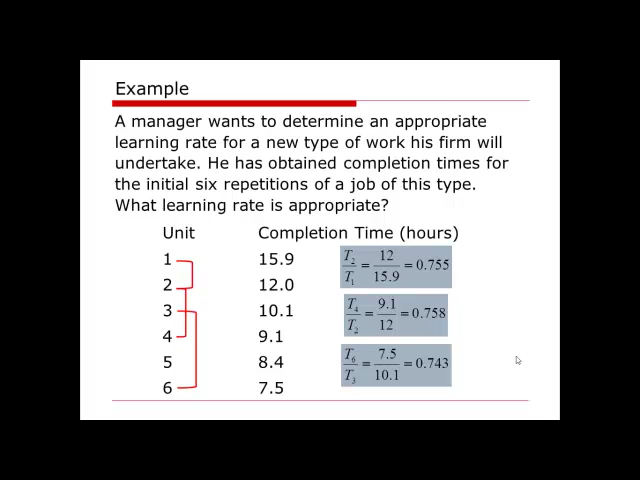 Example
A manager wants to determine an appropriate
learning rate for a new type of work his firm will
undertake. He has obtained completion times for
the initial six repetitions of a job of this type.
What learning rate is appropriate?
Unit Completion Time (hours)
1 15.9 T₂/T₁ = 12/15.9 = 0.755
2 12.0
3 10.1 T₄/T₂ = 9.1/12 = 0.758
4 9.1
5 8.4 T₆/T₃ = 7.5/10.1 = 0.743
6 7.5